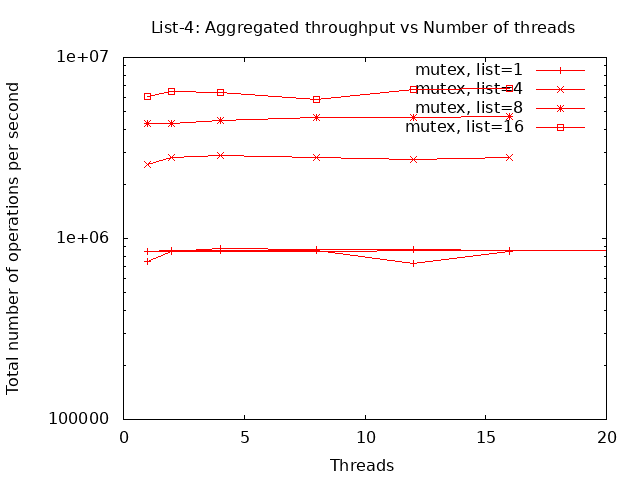 List-4: Aggregated throughput vs Number of threads
Total number of operations per second
1e+07
1e+06
100000
mutex, list=1
mutex, list=4
mutex, list=8
mutex, list=16
0 5 10 15 20
Threads